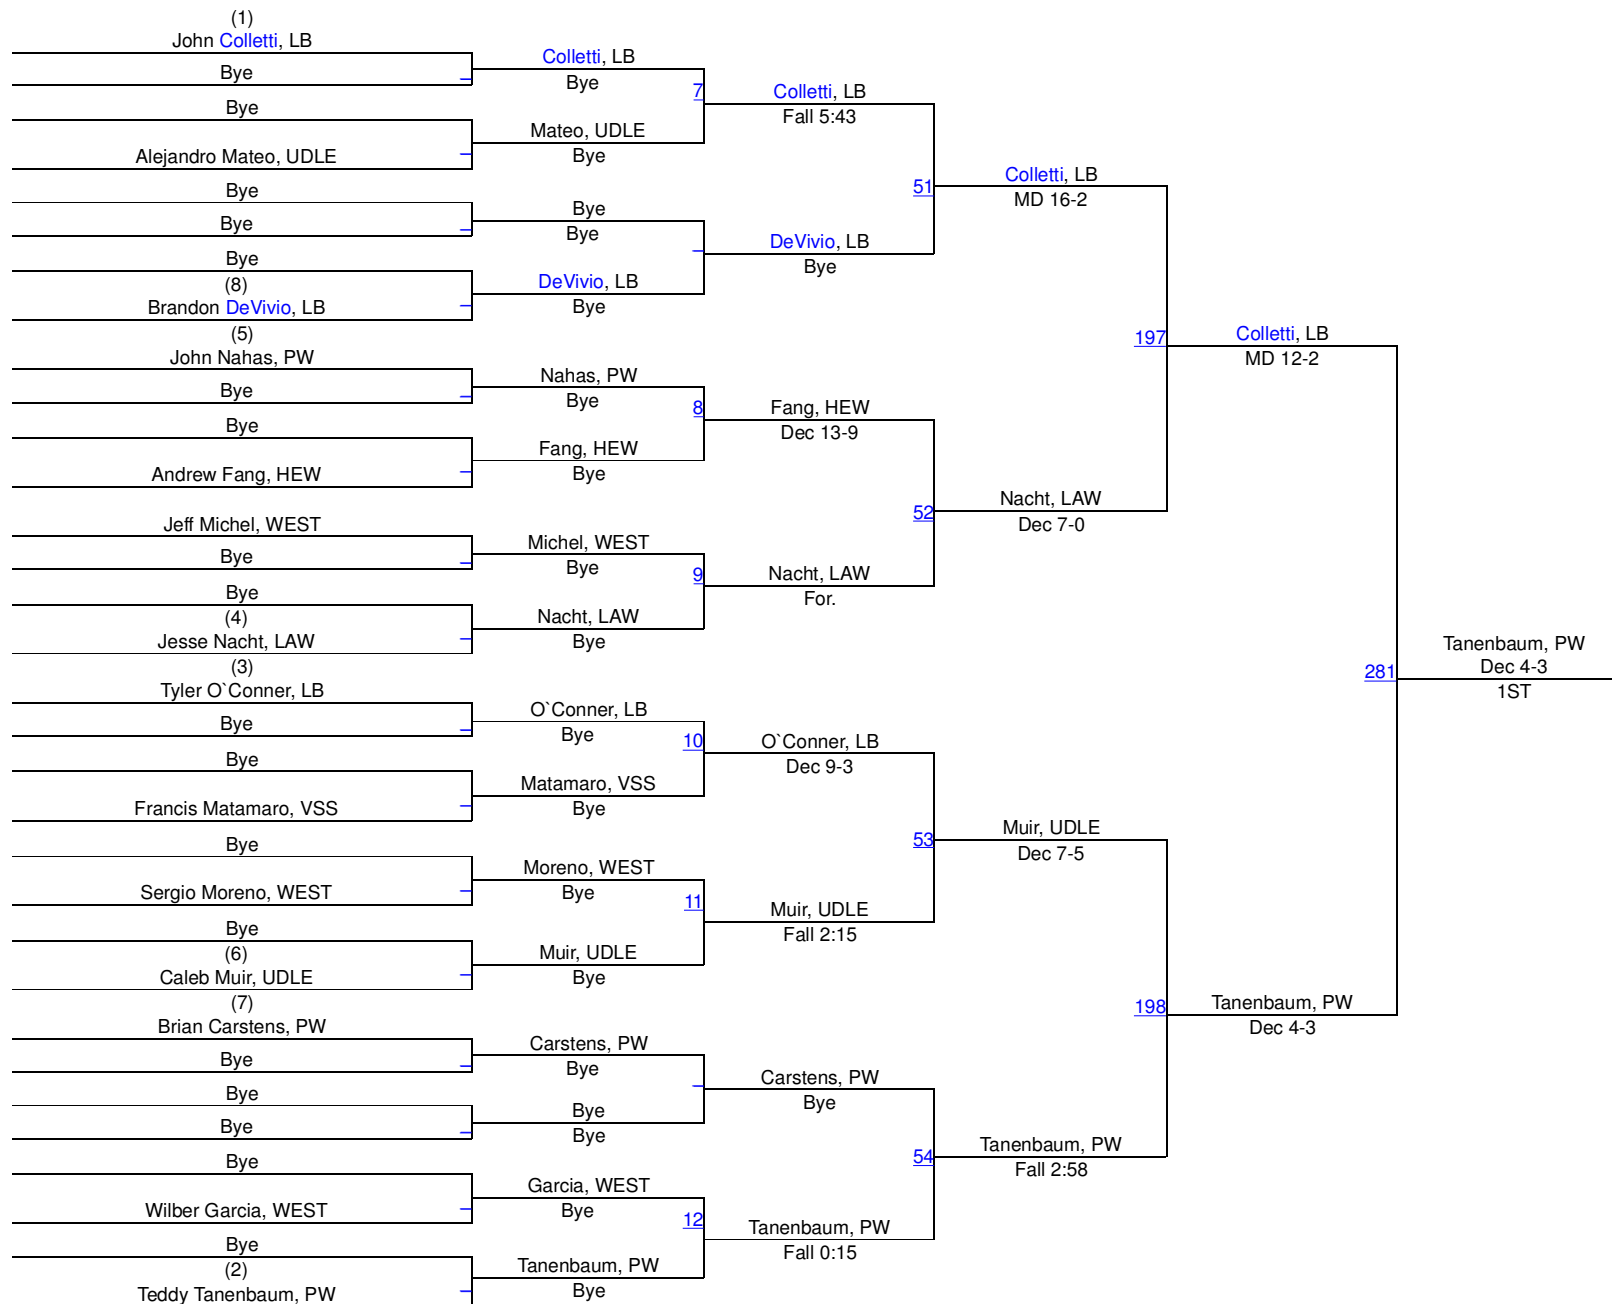 (1)
John Colletti, LB
Bye
Bye
Alejandro Mateo, UDLE
Bye
Bye
Bye
(8)
Brandon DeVivio, LB
(5)
John Nahas, PW
Bye
Bye
Andrew Fang, HEW
Jeff Michel, WEST
Bye
Bye
(4)
Jesse Nacht, LAW
(3)
Tyler O`Conner, LB
Bye
Bye
Francis Matamaro, VSS
Bye
Sergio Moreno, WEST
Bye
(6)
Caleb Muir, UDLE
(7)
Brian Carstens, PW
Bye
Bye
Bye
Bye
Wilber Garcia, WEST
Bye
(2)
Teddy Tanenbaum, PW
Colletti, LB
Bye
7
Mateo, UDLE
Bye
Bye
Bye
DeVivio, LB
Bye
Nahas, PW
Bye
8
Fang, HEW
Bye
Michel, WEST
Bye
9
Nacht, LAW
Bye
O`Conner, LB
Bye
10
Matamaro, VSS
Bye
Moreno, WEST
Bye
11
Muir, UDLE
Bye
Carstens, PW
Bye
Bye
Bye
Garcia, WEST
Bye
12
Tanenbaum, PW
Bye
Colletti, LB
Fall 5:43
51
DeVivio, LB
Bye
Fang, HEW
Dec 13-9
52
Nacht, LAW
For.
O`Conner, LB
Dec 9-3
53
Muir, UDLE
Fall 2:15
Carstens, PW
Bye
54
Tanenbaum, PW
Fall 0:15
Colletti, LB
MD 16-2
197
Nacht, LAW
Dec 7-0
Muir, UDLE
Dec 7-5
198
Tanenbaum, PW
Fall 2:58
Colletti, LB
MD 12-2
281
Tanenbaum, PW
Dec 4-3
Tanenbaum, PW
Dec 4-3
1ST